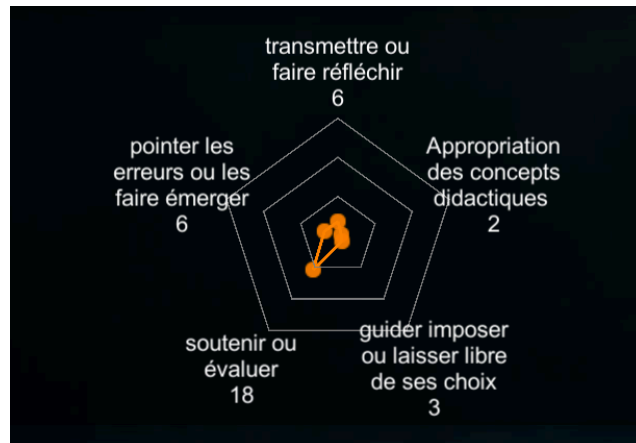 transmettre ou
faire réfléchir
6
pointer les
erreurs ou les
faire émerger
6
Appropriation
des concepts
didactiques
2
soutenir ou
évaluer
18
guider imposer
ou laisser libre
de ses choix
3